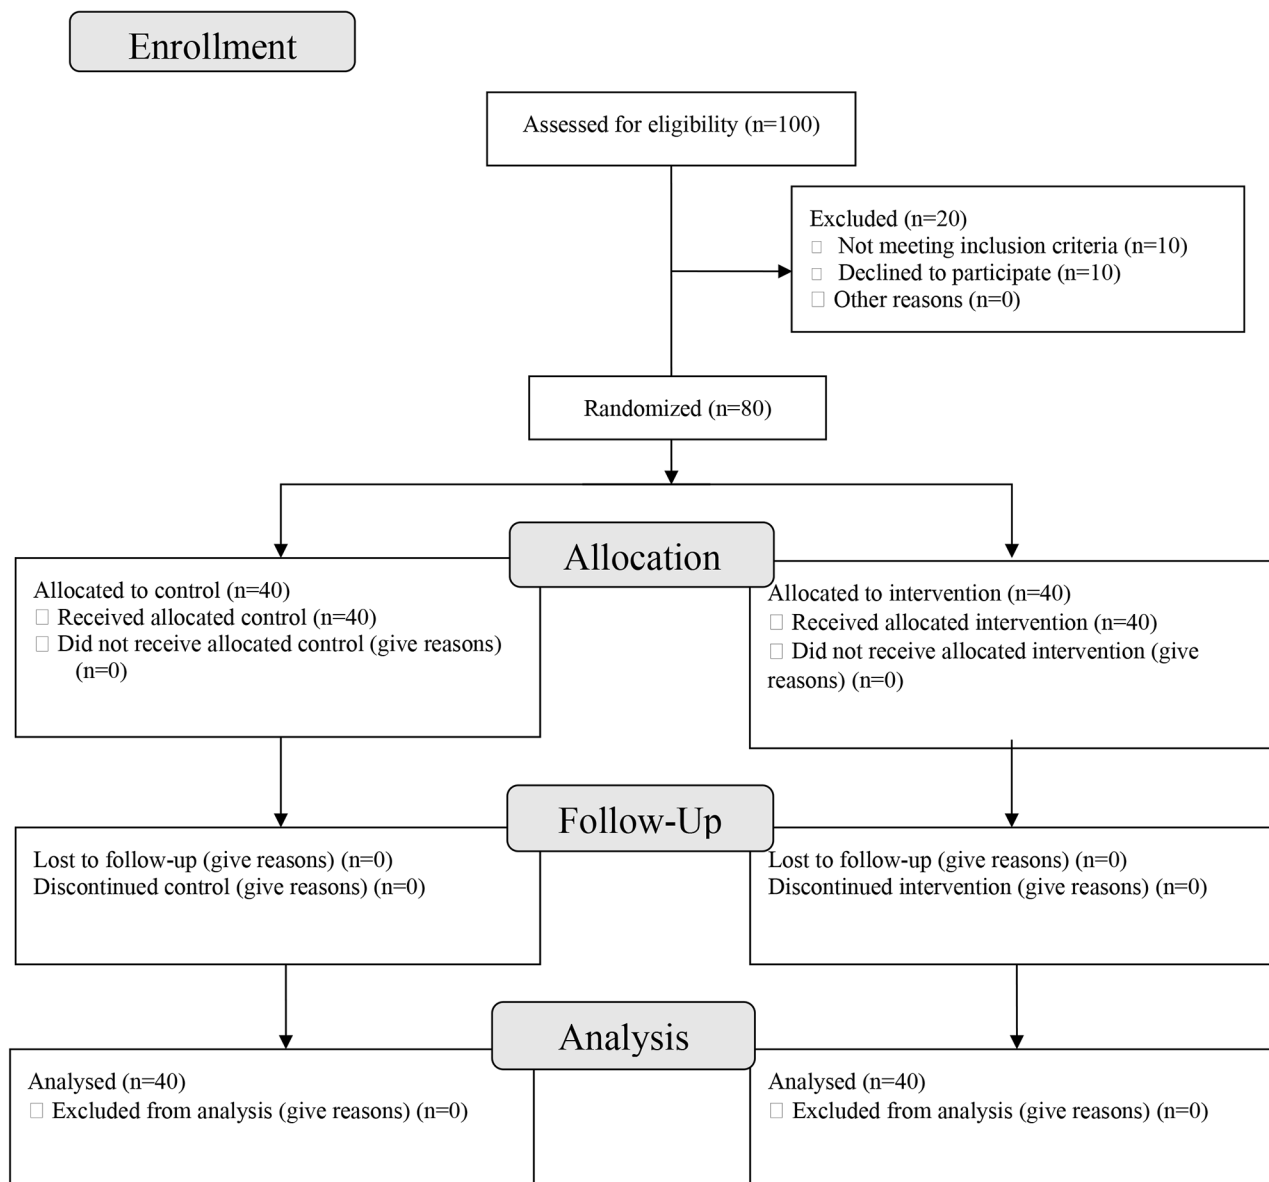 Enrollment
Assessed for eligibility (n=100)
Excluded (n=20)
Not meeting inclusion criteria (n=10)
Declined to participate (n=10)
Other reasons (n=0)
Randomized (n=80)
Allocation
Allocated to control (n=40)
Received allocated control (n=40)
Did not receive allocated control (give reasons)
(n=0)
Allocated to intervention (n=40)
Received allocated intervention (n=40)
Did not receive allocated intervention (give
reasons) (n=0)
Follow-Up
Lost to follow-up (give reasons) (n=0)
Discontinued control (give reasons) (n=0)
Lost to follow-up (give reasons) (n=0)
Discontinued intervention (give reasons) (n=0)
Analysis
Analysed (n=40)
Excluded from analysis (give reasons) (n=0)
Analysed (n=40)
Excluded from analysis (give reasons) (n=0)